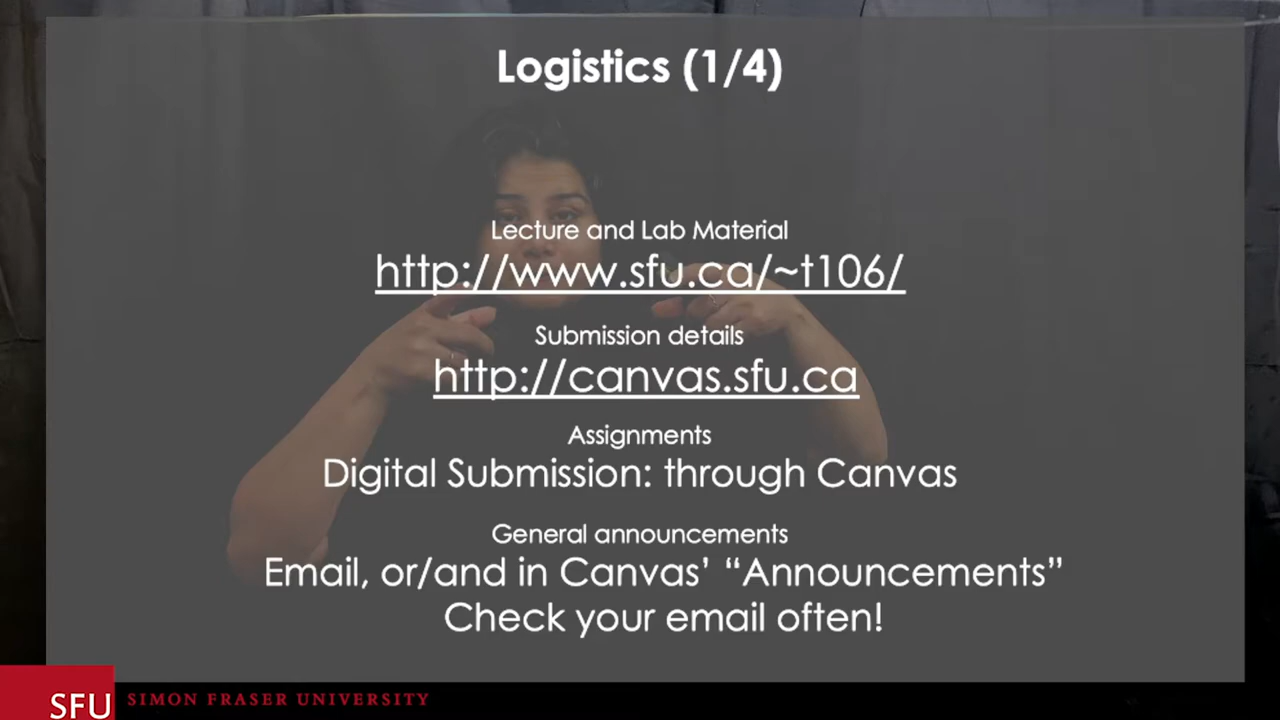 Logistics (1/4)
Lecture and Lab Material
http://www.sfu.ca/~t106/
Submission details
http://canvas.sfu.ca
Assignments
Digital Submission: through Canvas
General announcements
Email, or/and in Canvas’ “Announcements”
Check your email often!
SFU SIMON FRASER UNIVERSITY